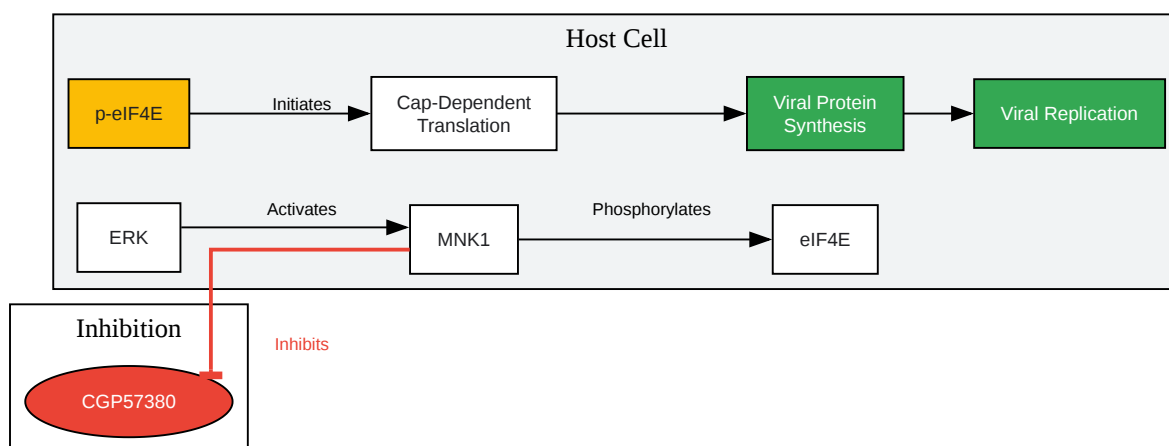 Host Cell
p-eIF4E
Initiates
Cap-Dependent
Translation
Viral Protein
Synthesis
Viral Replication
ERK
Activates
MNK1
Phosphorylates
eIF4E
Inhibition
Inhibits
CGP57380